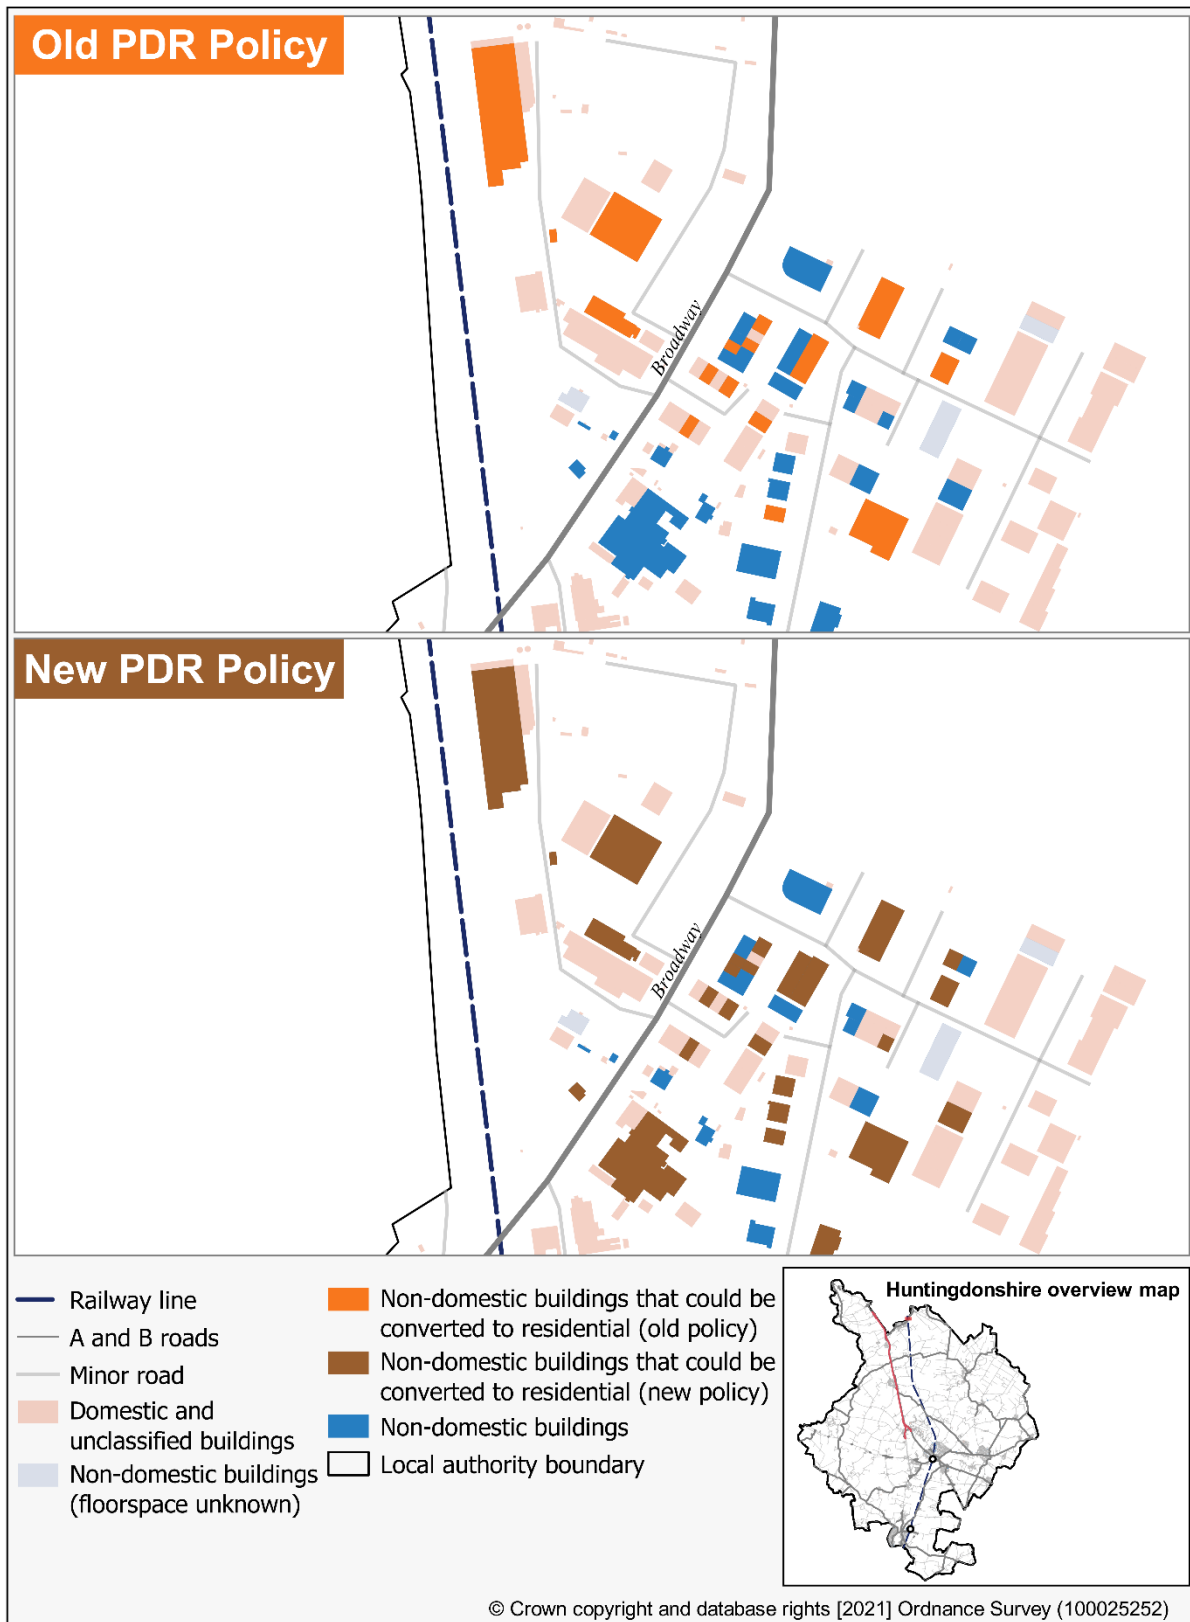 Old PDR Policy
Broadway
New PDR Policy
Broadway
Railway line
A and B roads
Minor road
Domestic and
unclassified buildings
Non-domestic buildings
(floorspace unknown)
Non-domestic buildings that could be
converted to residential (old policy)
Non-domestic buildings that could be
converted to residential (new policy)
Non-domestic buildings
Local authority boundary
Huntingdonshire overview map
© Crown copyright and database rights [2021] Ordnance Survey (100025252)